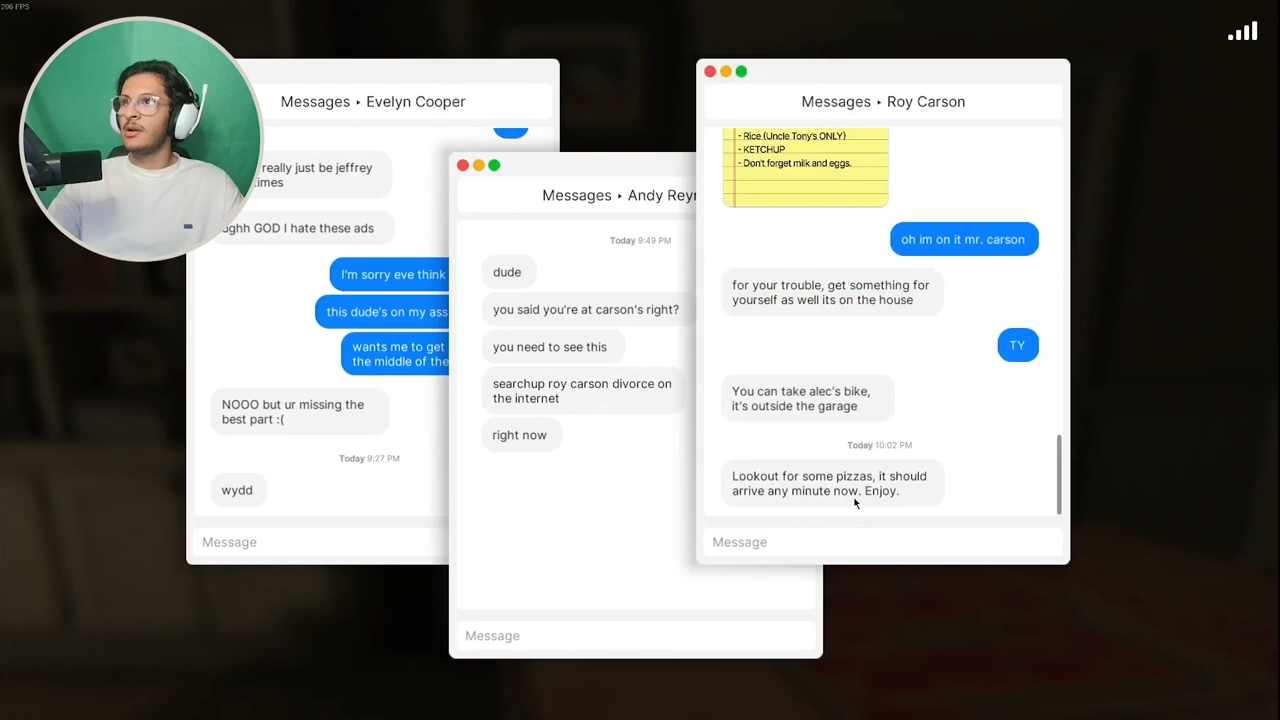 206 FPS
Messages ▸ Evelyn Cooper
really just be jeffrey
times
ughh GOD I hate these ads
I'm sorry eve think
this dude's on my ass
wants me to get
the middle of the
NOOO but ur missing the
best part :(
Today 9:27 PM
wydd
Message
Messages ▸ Andy Reyn
Today 9:49 PM
dude
you said you're at carson's right?
you need to see this
searchup roy carson divorce on
the internet
right now
Message
Messages ▸ Roy Carson
- Rice (Uncle Tony's ONLY)
- KETCHUP
- Don't forget milk and eggs.
oh im on it mr. carson
for your trouble, get something for
yourself as well its on the house
TY
You can take alec's bike,
it's outside the garage
Today 10:02 PM
Lookout for some pizzas, it should
arrive any minute now. Enjoy.
Message